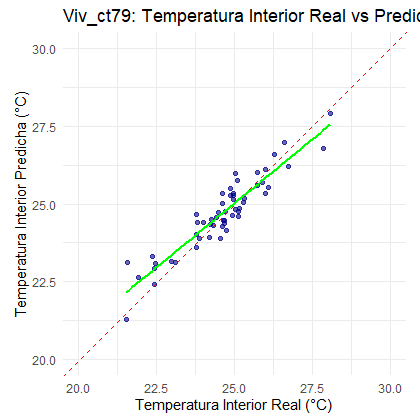 Viv_ct79: Temperatura Interior Real vs Predic
30.0
27.5
25.0
22.5
20.0
Temperatura Interior Predicha (°C)
20.0 22.5 25.0 27.5 30.0
Temperatura Interior Real (°C)